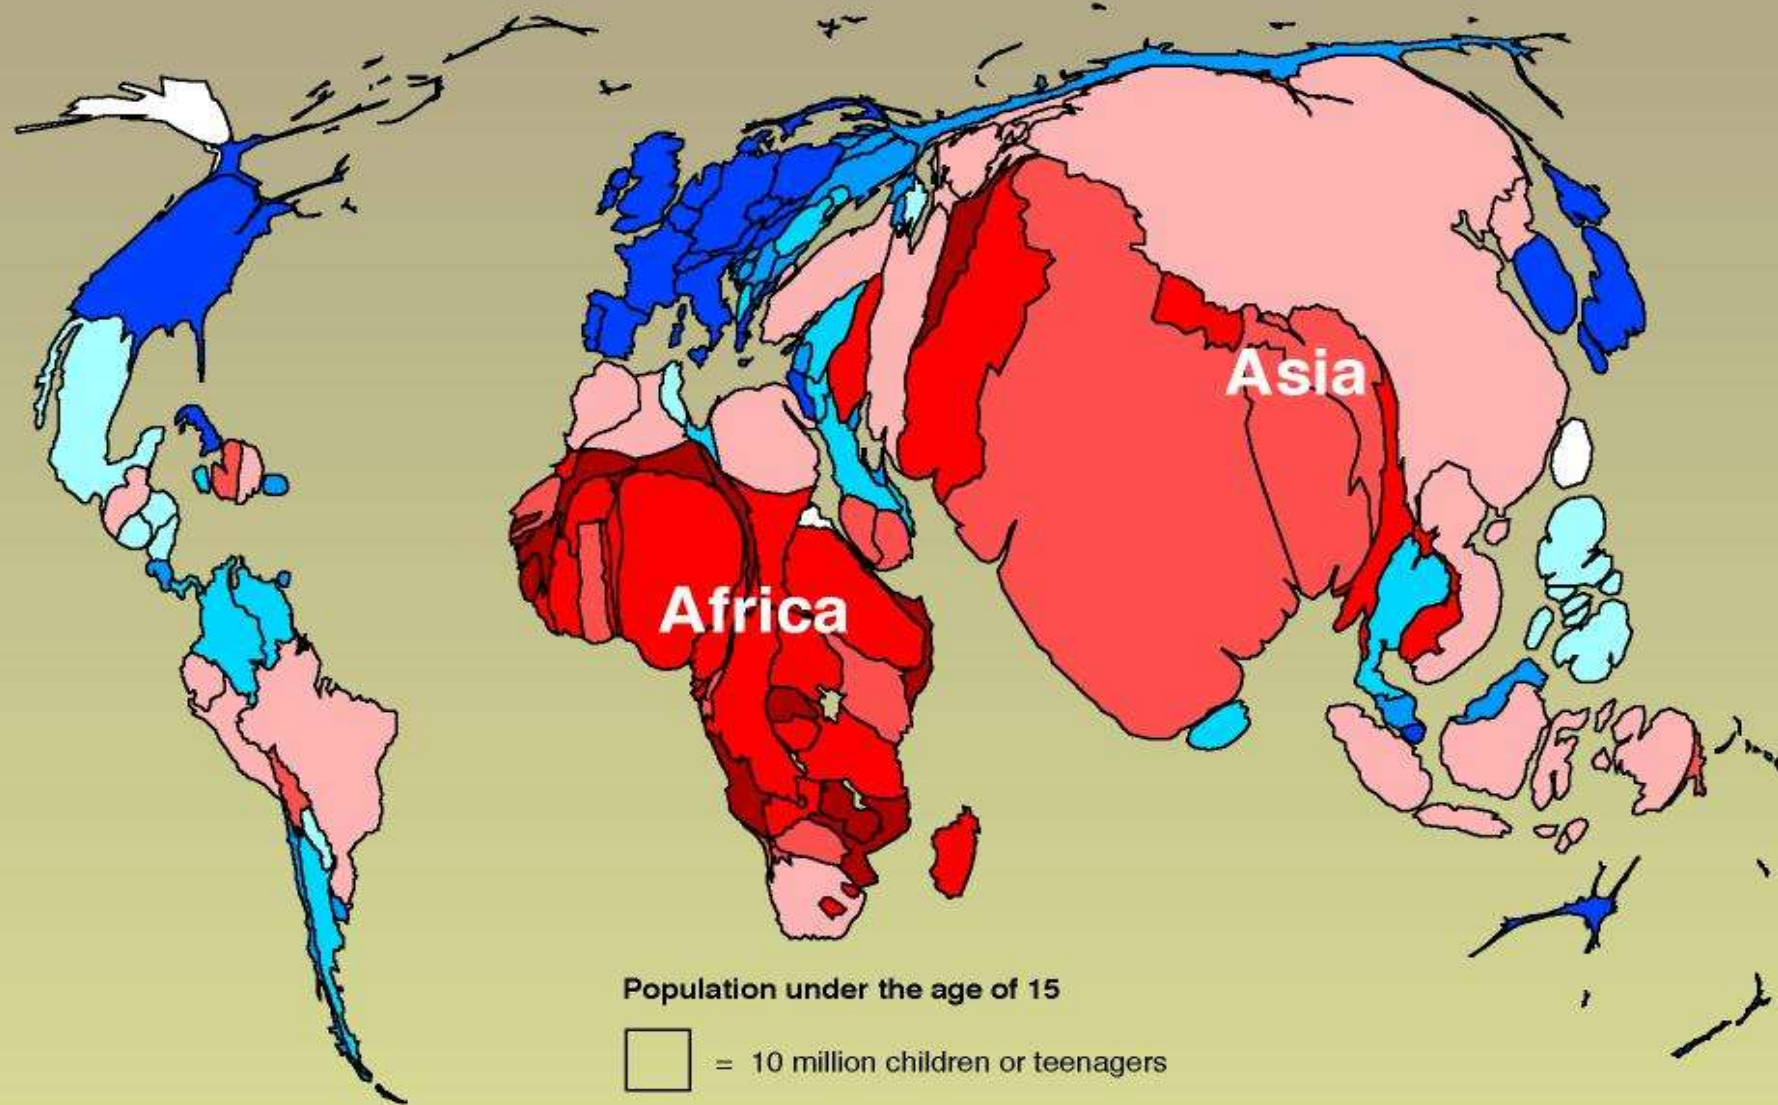 Asia
Africa
Population under the age of 15
= 10 million children or teenagers